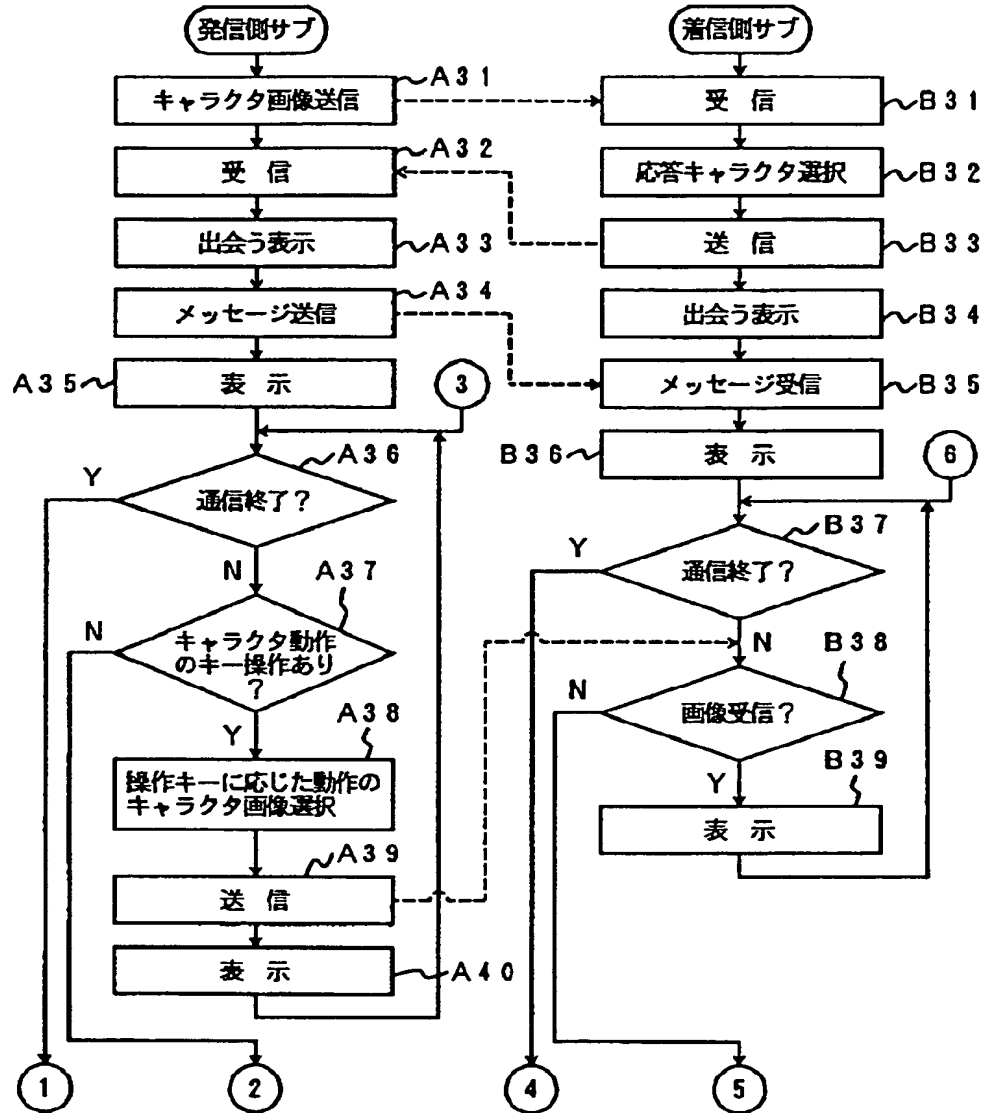 発信側サブ
キャラクタ画像送信
A31
受 信
A32
出会う表示
A33
メッセージ送信
A34
A35
表 示
3
A36
Y
通信終了?
N
A37
N
キャラクタ動作
のキー操作あり
?
Y
A38
操作キーに応じた動作の
キャラクタ画像選択
A39
送 信
表 示
A40
1
2
着信側サブ
受 信
B31
応答キャラクタ選択
B32
送 信
B33
出会う表示
B34
メッセージ受信
B35
B36
表 示
6
B37
Y
通信終了?
N
B38
N
画像受信?
B39
Y
表 示
4
5